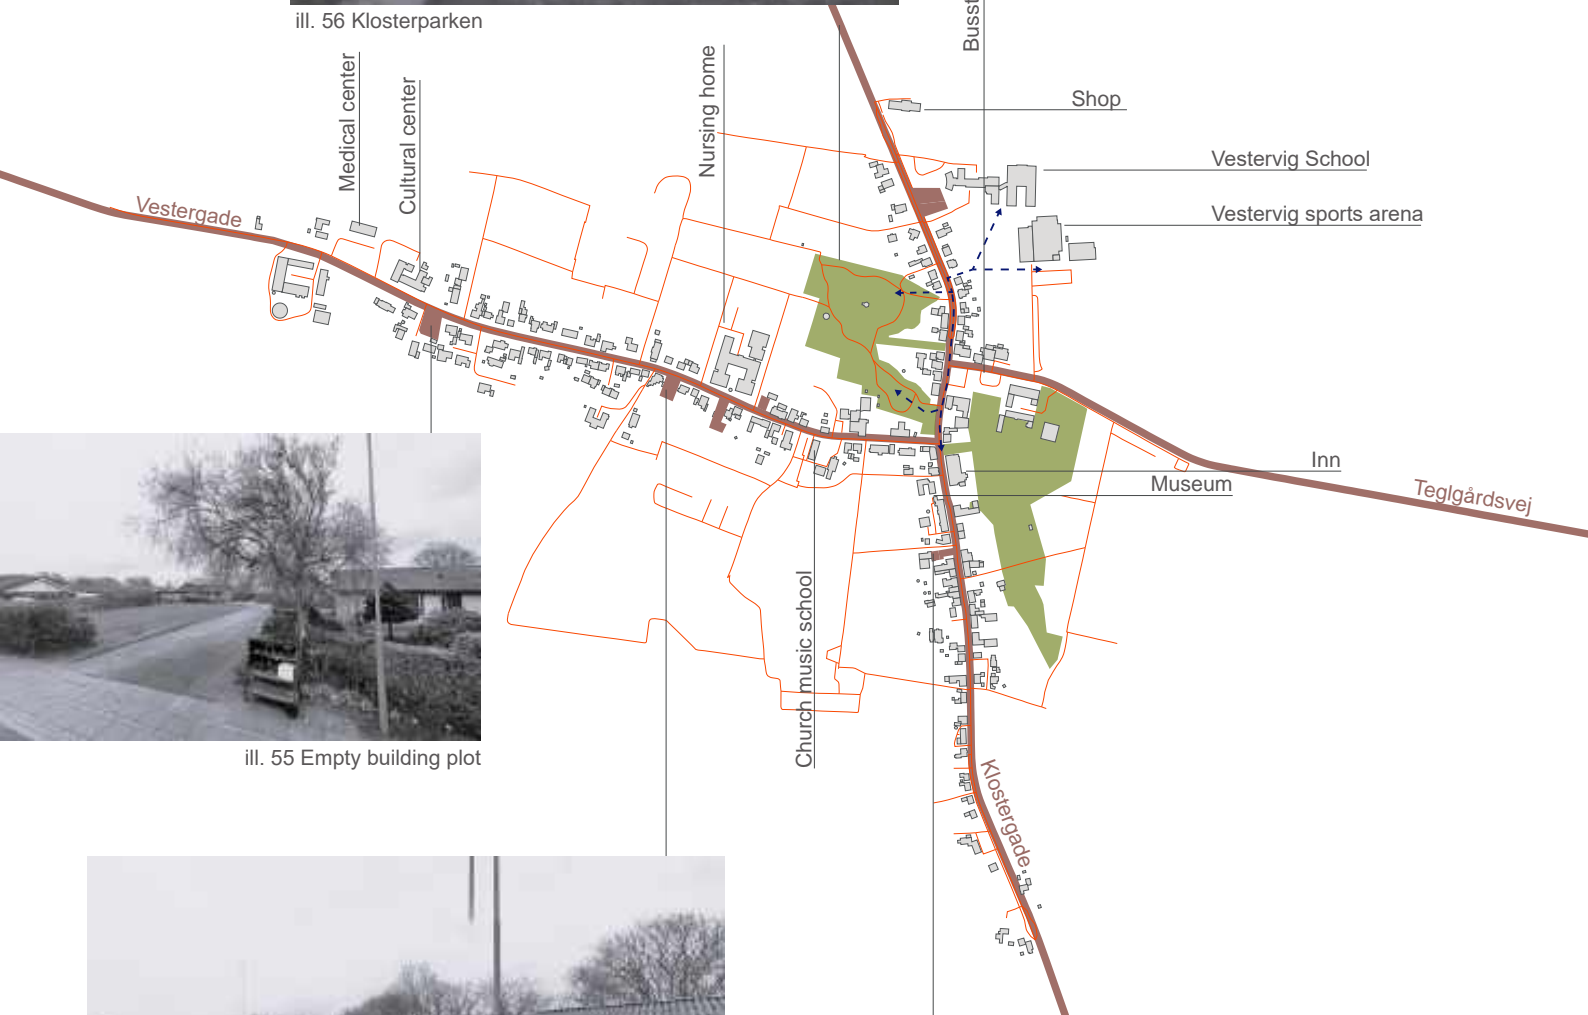 ill. 56 Klosterparken
Busst
Medical center
Cultural center
Nursing home
Shop
Vestervig School
Vestergade
Vestervig sports arena
Inn
Museum
Teglgårdsvej
Church music school
ill. 55 Empty building plot
Klostergade